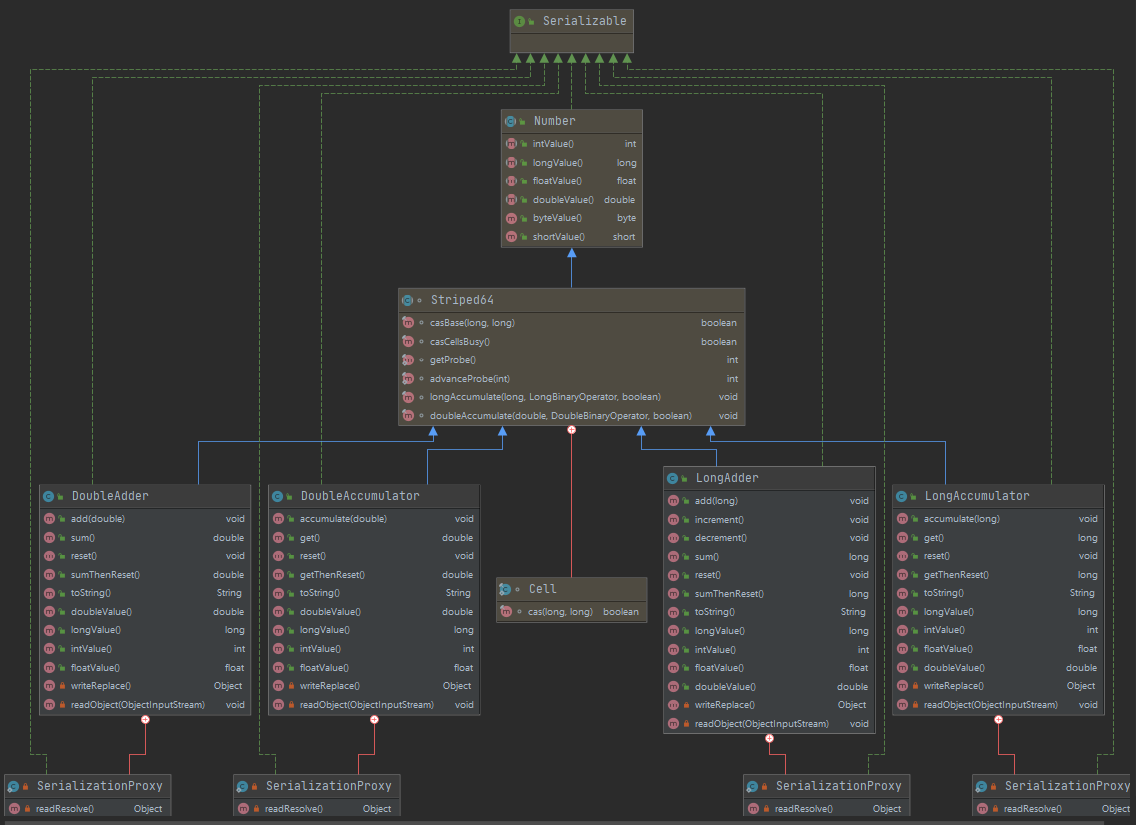 Serializable
Number
intValue() int
longValue() long
floatValue() float
doubleValue() double
byteValue() byte
shortValue() short
Striped64
casBase(long, long) boolean
casCellsBusy() boolean
getProbe() int
advanceProbe(int) int
longAccumulate(long, LongBinaryOperator, boolean) void
doubleAccumulate(double, DoubleBinaryOperator, boolean) void
DoubleAdder
add(double) void
sum() double
reset() void
sumThenReset() double
toString() String
doubleValue() double
longValue() long
intValue() int
floatValue() float
writeReplace() Object
readObject(ObjectInputStream) void
DoubleAccumulator
accumulate(double) void
get() double
reset() void
getThenReset() double
toString() String
doubleValue() double
longValue() long
intValue() int
floatValue() float
writeReplace() Object
readObject(ObjectInputStream) void
Cell
cas(long, long) boolean
LongAdder
add(long) void
increment() void
decrement() void
sum() long
reset() void
sumThenReset() long
toString() String
longValue() long
intValue() int
floatValue() float
doubleValue() double
writeReplace() Object
readObject(ObjectInputStream) void
LongAccumulator
accumulate(long) void
get() long
reset() void
getThenReset() long
toString() String
longValue() long
intValue() int
floatValue() float
doubleValue() double
writeReplace() Object
readObject(ObjectInputStream) void
SerializationProxy
readResolve() Object
SerializationProxy
readResolve() Object
SerializationProxy
readResolve() Object
SerializationProxy
readResolve() Object